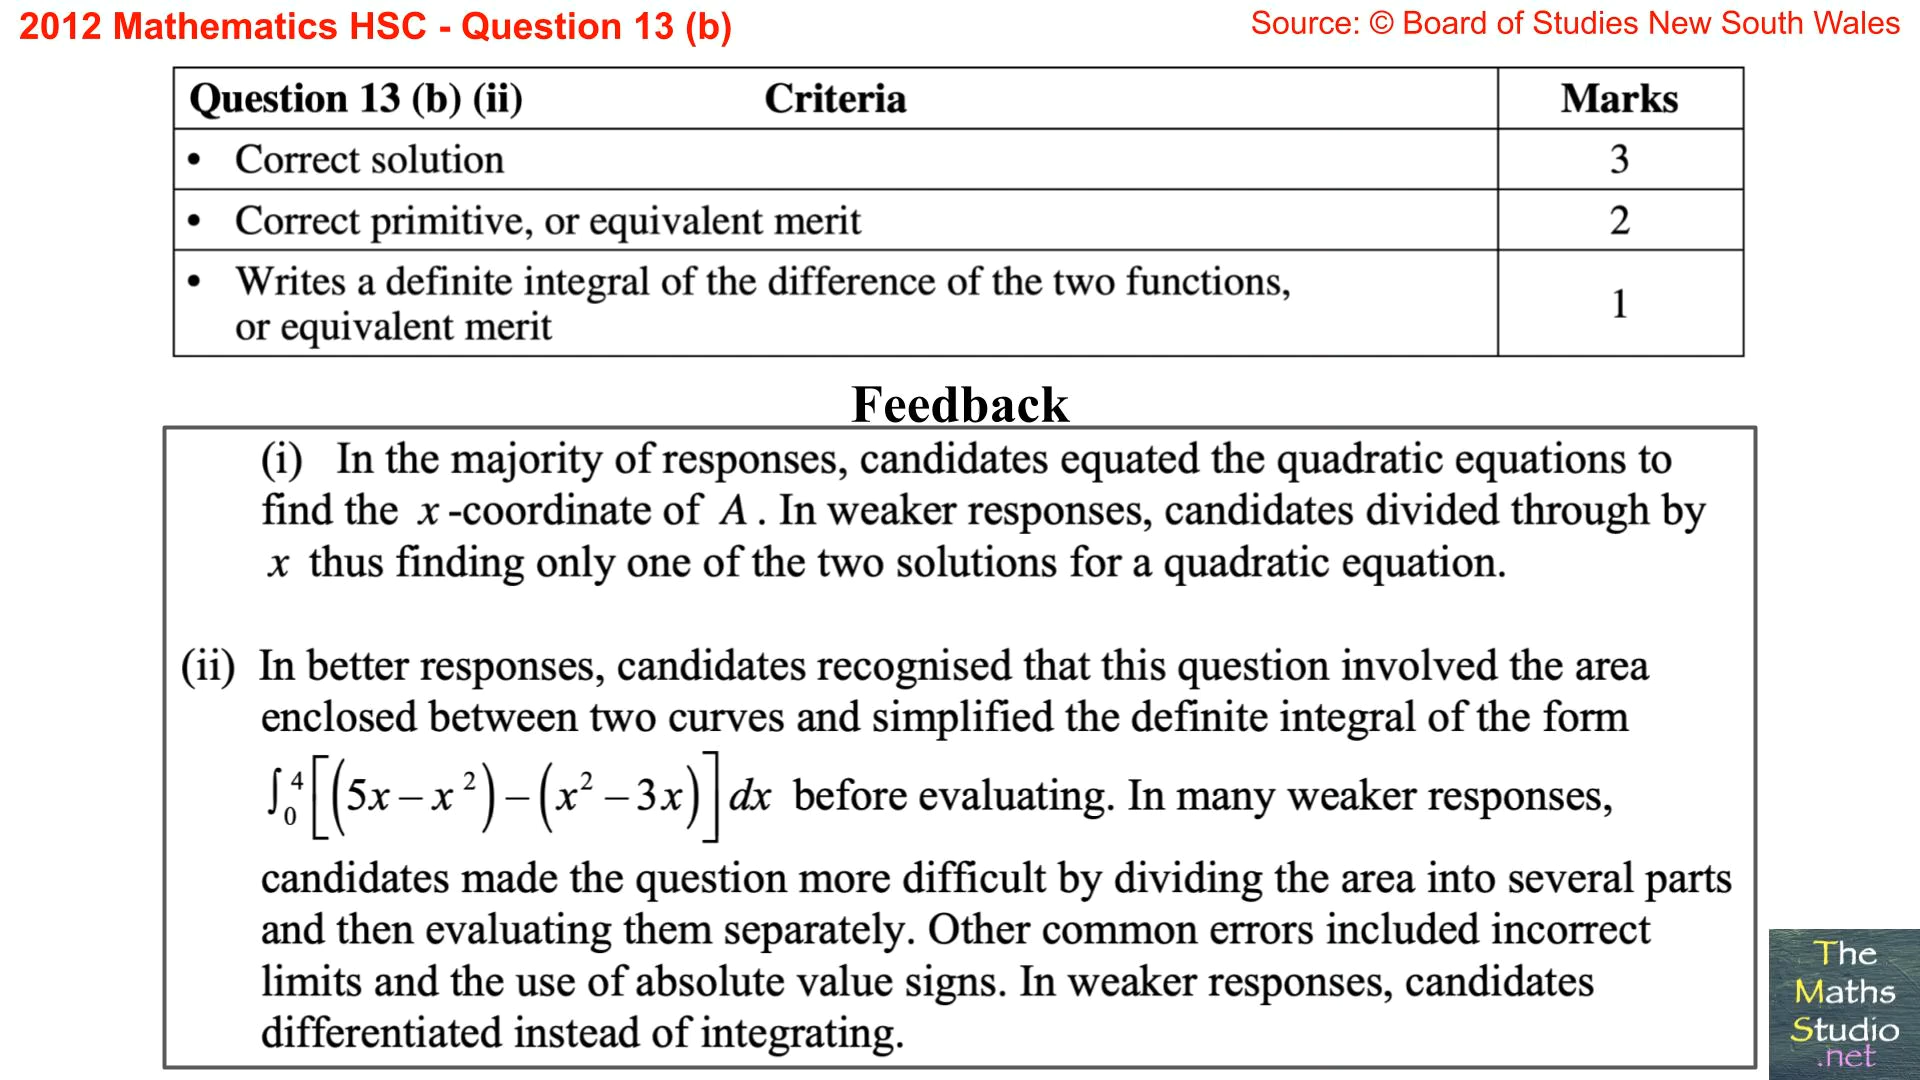 2012 Mathematics HSC - Question 13 (b)
Source: © Board of Studies New South Wales
Question 13 (b) (ii) Criteria Marks
• Correct solution 3
• Correct primitive, or equivalent merit 2
• Writes a definite integral of the difference of the two functions,
or equivalent merit 1
Feedback
(i) In the majority of responses, candidates equated the quadratic equations to
find the x-coordinate of A. In weaker responses, candidates divided through by
x thus finding only one of the two solutions for a quadratic equation.
(ii) In better responses, candidates recognised that this question involved the area
enclosed between two curves and simplified the definite integral of the form
∫₀⁴[(5x – x²) – (x² – 3x)] dx before evaluating. In many weaker responses,
candidates made the question more difficult by dividing the area into several parts
and then evaluating them separately. Other common errors included incorrect
limits and the use of absolute value signs. In weaker responses, candidates
differentiated instead of integrating.
The
Maths
Studio
.net